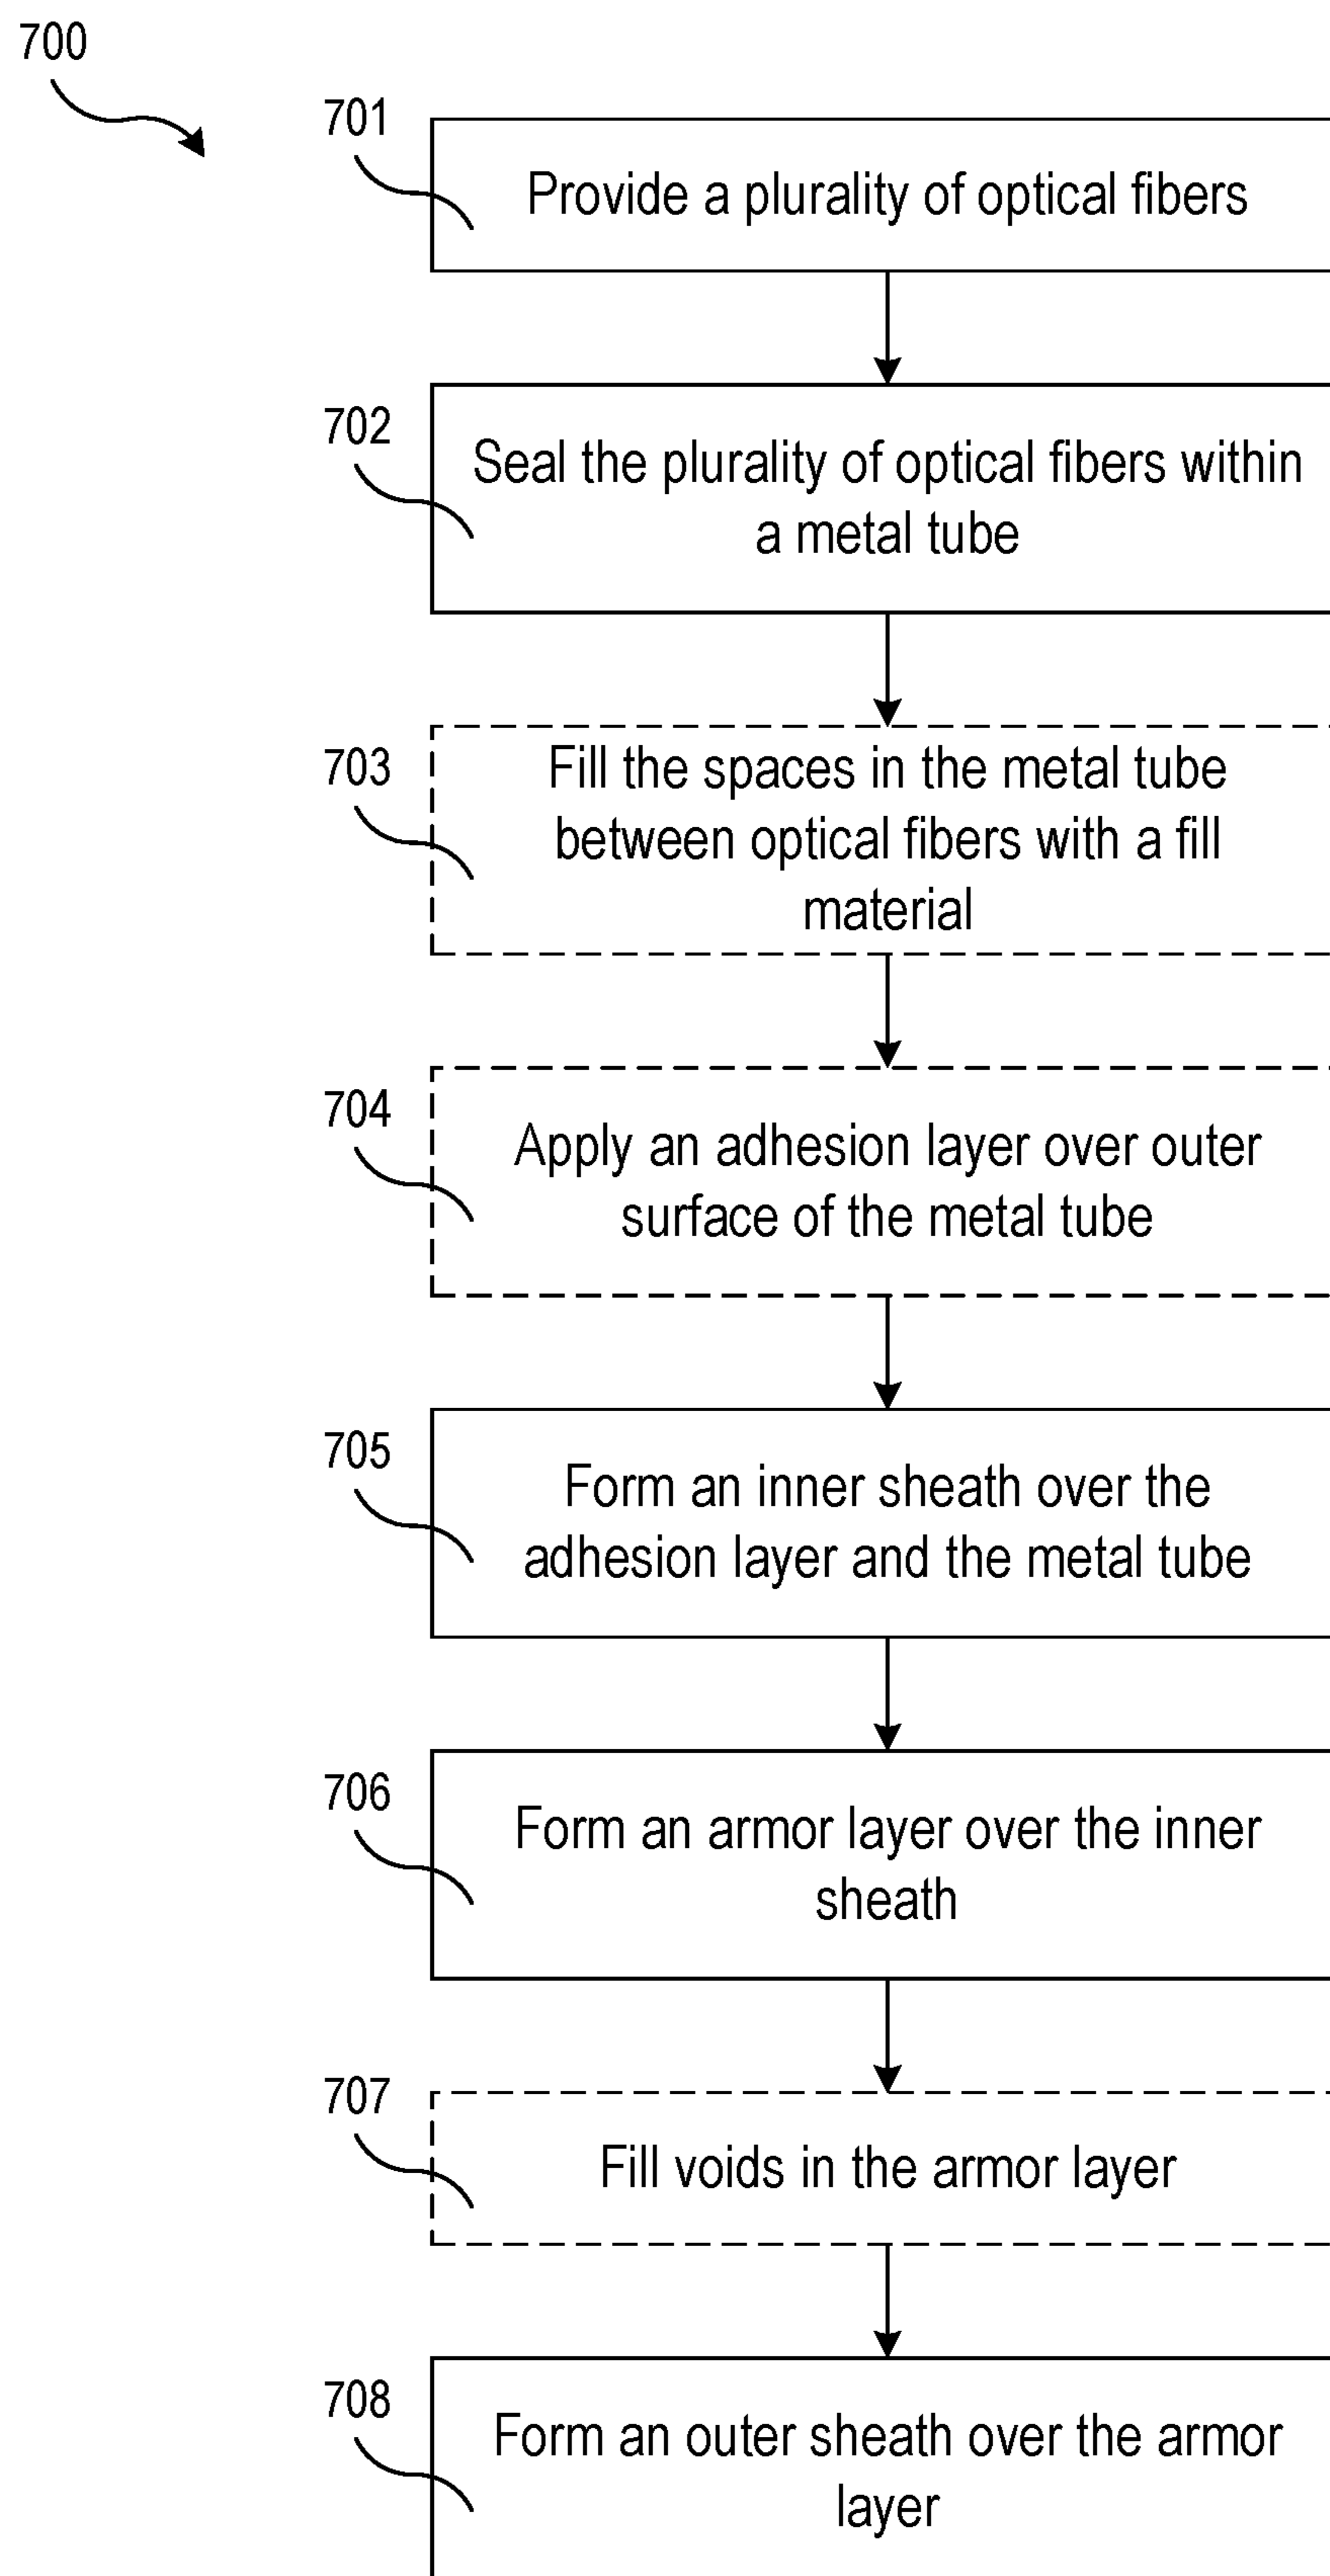 700
701
Provide a plurality of optical fibers
702
Seal the plurality of optical fibers within
a metal tube
703
Fill the spaces in the metal tube
between optical fibers with a fill
material
704
Apply an adhesion layer over outer
surface of the metal tube
705
Form an inner sheath over the
adhesion layer and the metal tube
706
Form an armor layer over the inner
sheath
707
Fill voids in the armor layer
708
Form an outer sheath over the armor
layer